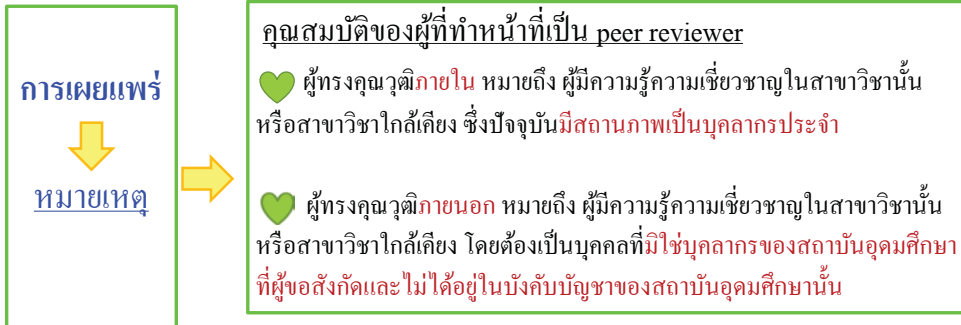 การเผยแพร่
หมายเหตุ
คุณสมบัติของผู้ที่ทำหน้าที่เป็น peer reviewer
ผู้ทรงคุณวุฒิภายใน หมายถึง ผู้มีความรู้ความเชี่ยวชาญในสาขาวิชานั้น
หรือสาขาวิชาใกล้เคียง ซึ่งปัจจุบันมีสถานภาพเป็นบุคลากรประจำ
ผู้ทรงคุณวุฒิภายนอก หมายถึง ผู้มีความรู้ความเชี่ยวชาญในสาขาวิชานั้น
หรือสาขาวิชาใกล้เคียง โดยต้องเป็นบุคคลที่มิใช่บุคลากรของสถาบันอุดมศึกษา
ที่ผู้ขอสังกัดและไม่ได้อยู่ในบังคับบัญชาของสถาบันอุดมศึกษานั้น